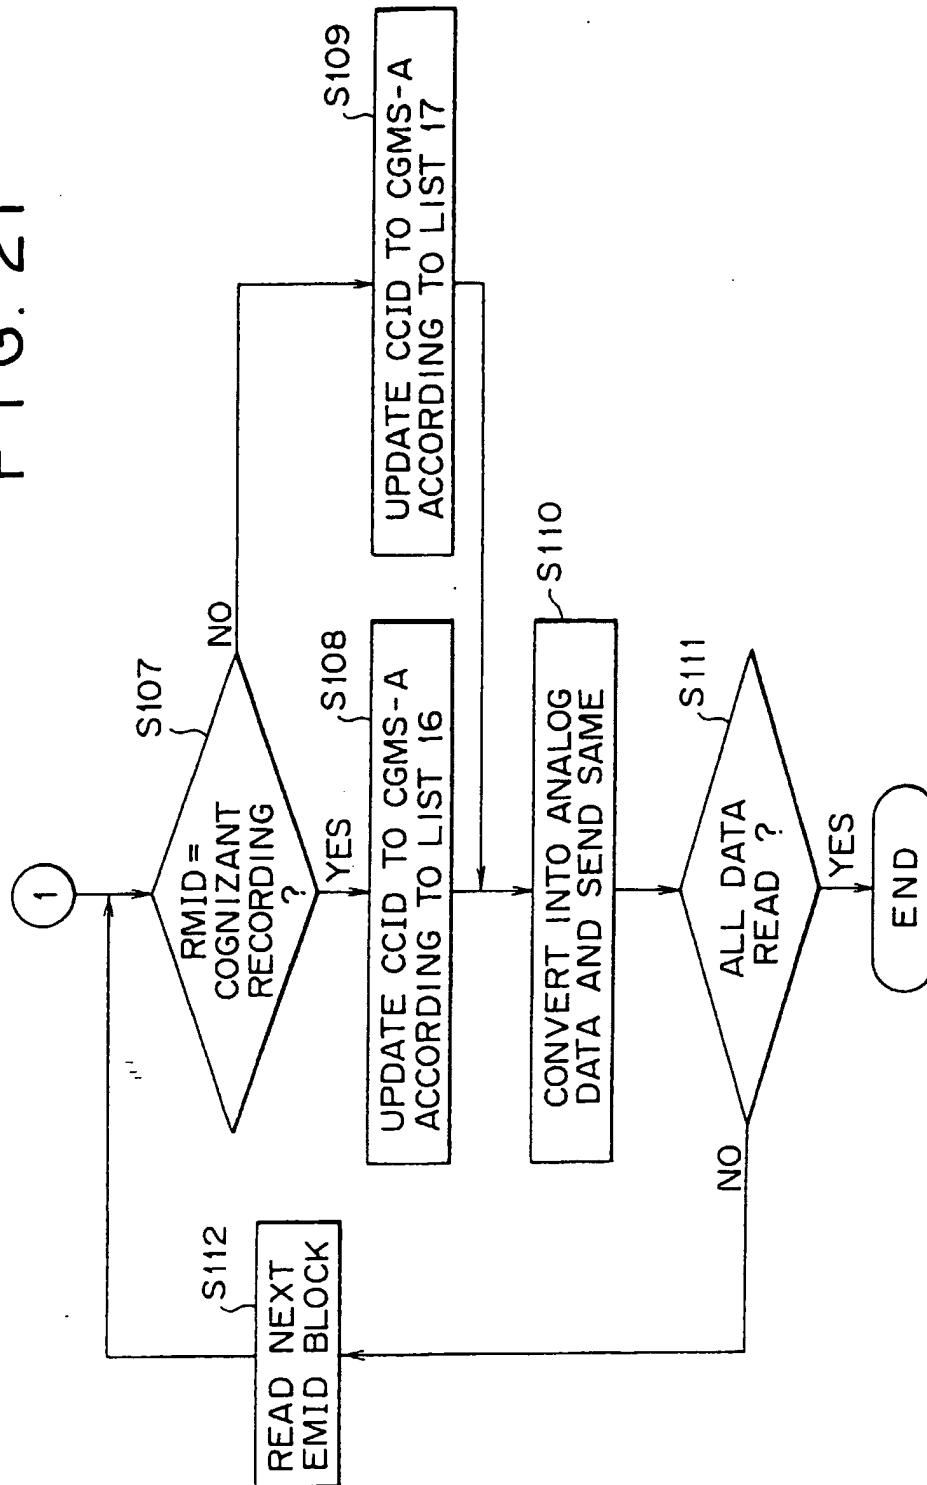 FIG. 21
1
S107
RMID=
COGNIZANT
RECORDING
?
NO
YES
S108
UPDATE CCID TO CGMS-A
ACCORDING TO LIST 16
S109
UPDATE CCID TO CGMS-A
ACCORDING TO LIST 17
S110
CONVERT INTO ANALOG
DATA AND SEND SAME
S111
ALL DATA
READ ?
NO
YES
S112
READ NEXT
EMID BLOCK
END